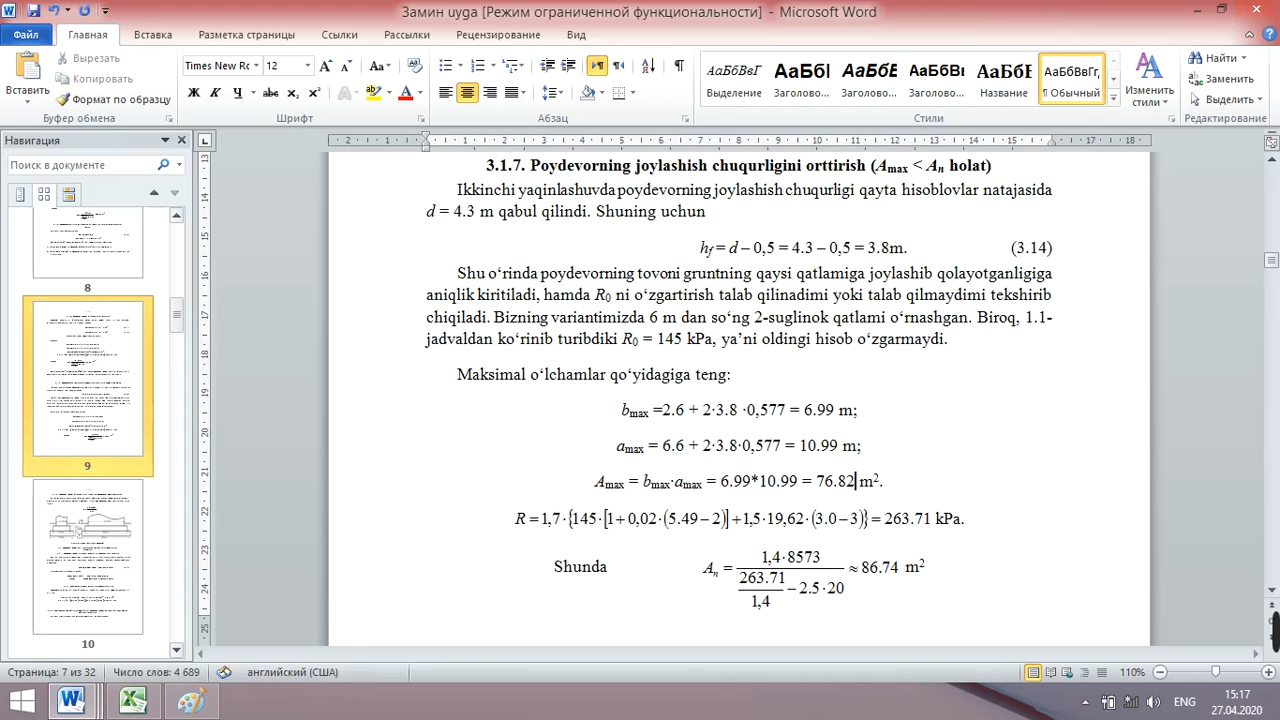 Замин uyda [Режим ограниченной функциональности] - Microsoft Word
Файл Главная Вставка Разметка страницы Ссылки Рассылки Рецензирование Вид
Вставить
Вырезать
Копировать
Формат по образцу
Буфер обмена
Times New Ro 12
Ж К Ч abc x₂ x²
Шрифт
Абзац
АаБбВвГ Выделение
АаБбІ Заголово...
АаБбВ Заголово...
АаБбВı Заголово...
АаБбВ Название
АаБбВвГг, ¶ Обычный
Стили
Изменить стили
Найти
Заменить
Выделить
Редактирование
Навигация
Поиск в документе
8
9
10
3.1.7. Poydevorning joylashish chuqurligini orttirish (Amax < An holat)
Ikkinchi yaqinlashuvda poydevorning joylashish chuqurligi qayta hisoblovlar natajasida
d = 4.3 m qabul qilindi. Shuning uchun
hf = d – 0,5 = 4.3 – 0,5 = 3.8m. (3.14)
Shu o‘rinda poydevorning tovoni gruntning qaysi qatlamiga joylashib qolayotganligiga
aniqlik kiritiladi, hamda R0 ni o‘zgartirish talab qilinadimi yoki talab qilmaydimi tekshirib
chiqiladi. Bizning variantimizda 6 m dan so‘ng 2-suglinok qatlami o‘rnashgan. Biroq, 1.1-
jadvaldan ko‘rinib turibdiki R0 = 145 kPa, ya’ni oldingi hisob o‘zgarmaydi.
Maksimal o‘lchamlar qo‘yidagiga teng:
bmax =2.6 + 2·3.8 ·0,577 = 6.99 m;
amax = 6.6 + 2·3.8·0,577 = 10.99 m;
Amax = bmax·amax = 6.99*10.99 = 76.82 m².
R = 1,7·{145·[1+0,02·(5.49−2)]+1,5·19,62·(3.0−3)}= 263.71 kPa.
Shunda An = 1,4·8573 / (263.71 / 1,4 − 2.5·20) ≈ 86.74 m²
Страница: 7 из 32 Число слов: 4 689 английский (США) 110%
ENG
15:17
27.04.2020